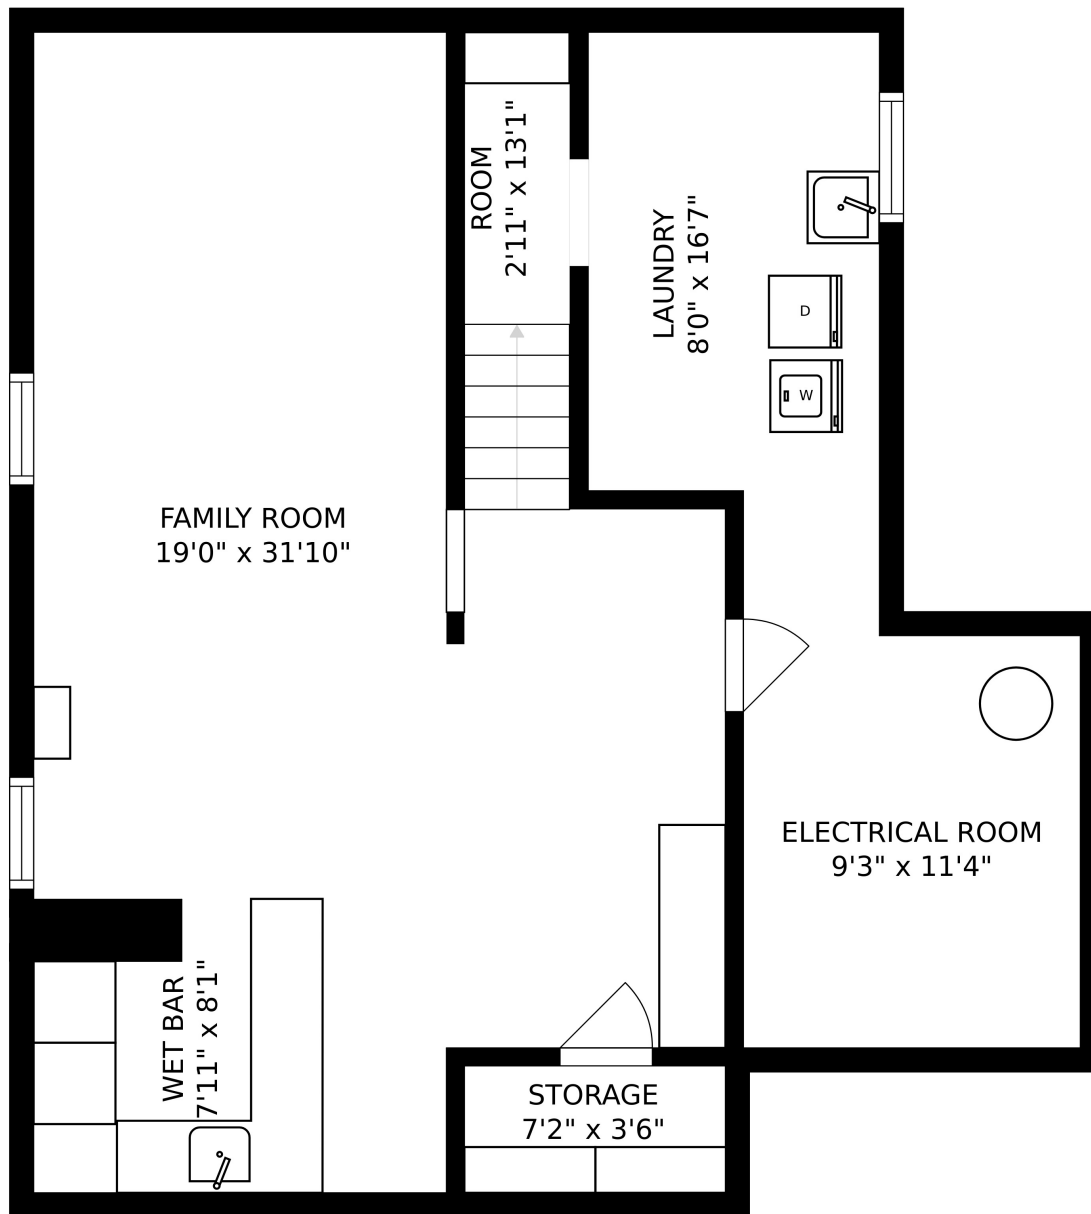 ROOM
2'11" x 13'1"
LAUNDRY
8'0" x 16'7"
D
W
FAMILY ROOM
19'0" x 31'10"
ELECTRICAL ROOM
9'3" x 11'4"
WET BAR
7'11" x 8'1"
STORAGE
7'2" x 3'6"